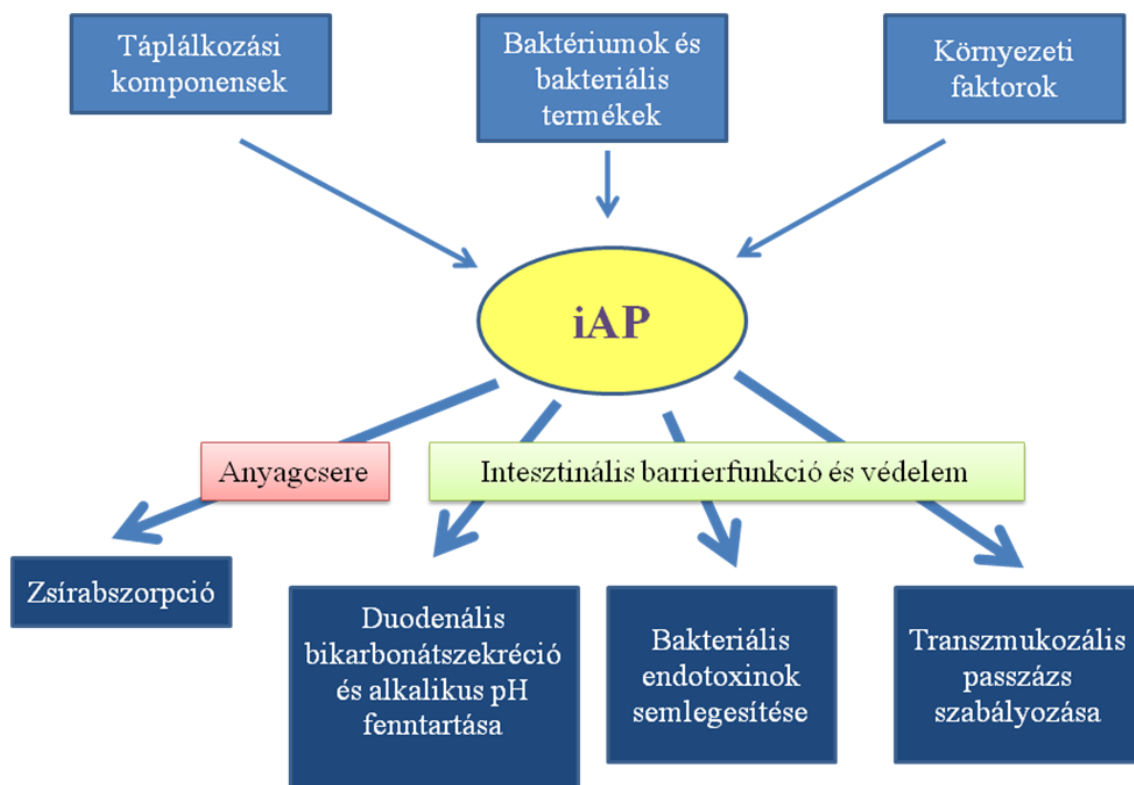 Táplálkozási
komponensek
Baktériumok és
bakteriális
termékek
Környezeti
faktorok
iAP
Anyagcsere
Intesztinális barrierfunkció és védelem
Zsírabszorpció
Duodenális
bikarbonátszekréció
és alkalikus pH
fenntartása
Bakteriális
endotoxinok
semlegesítése
Transzmukozális
passzázs
szabályozása